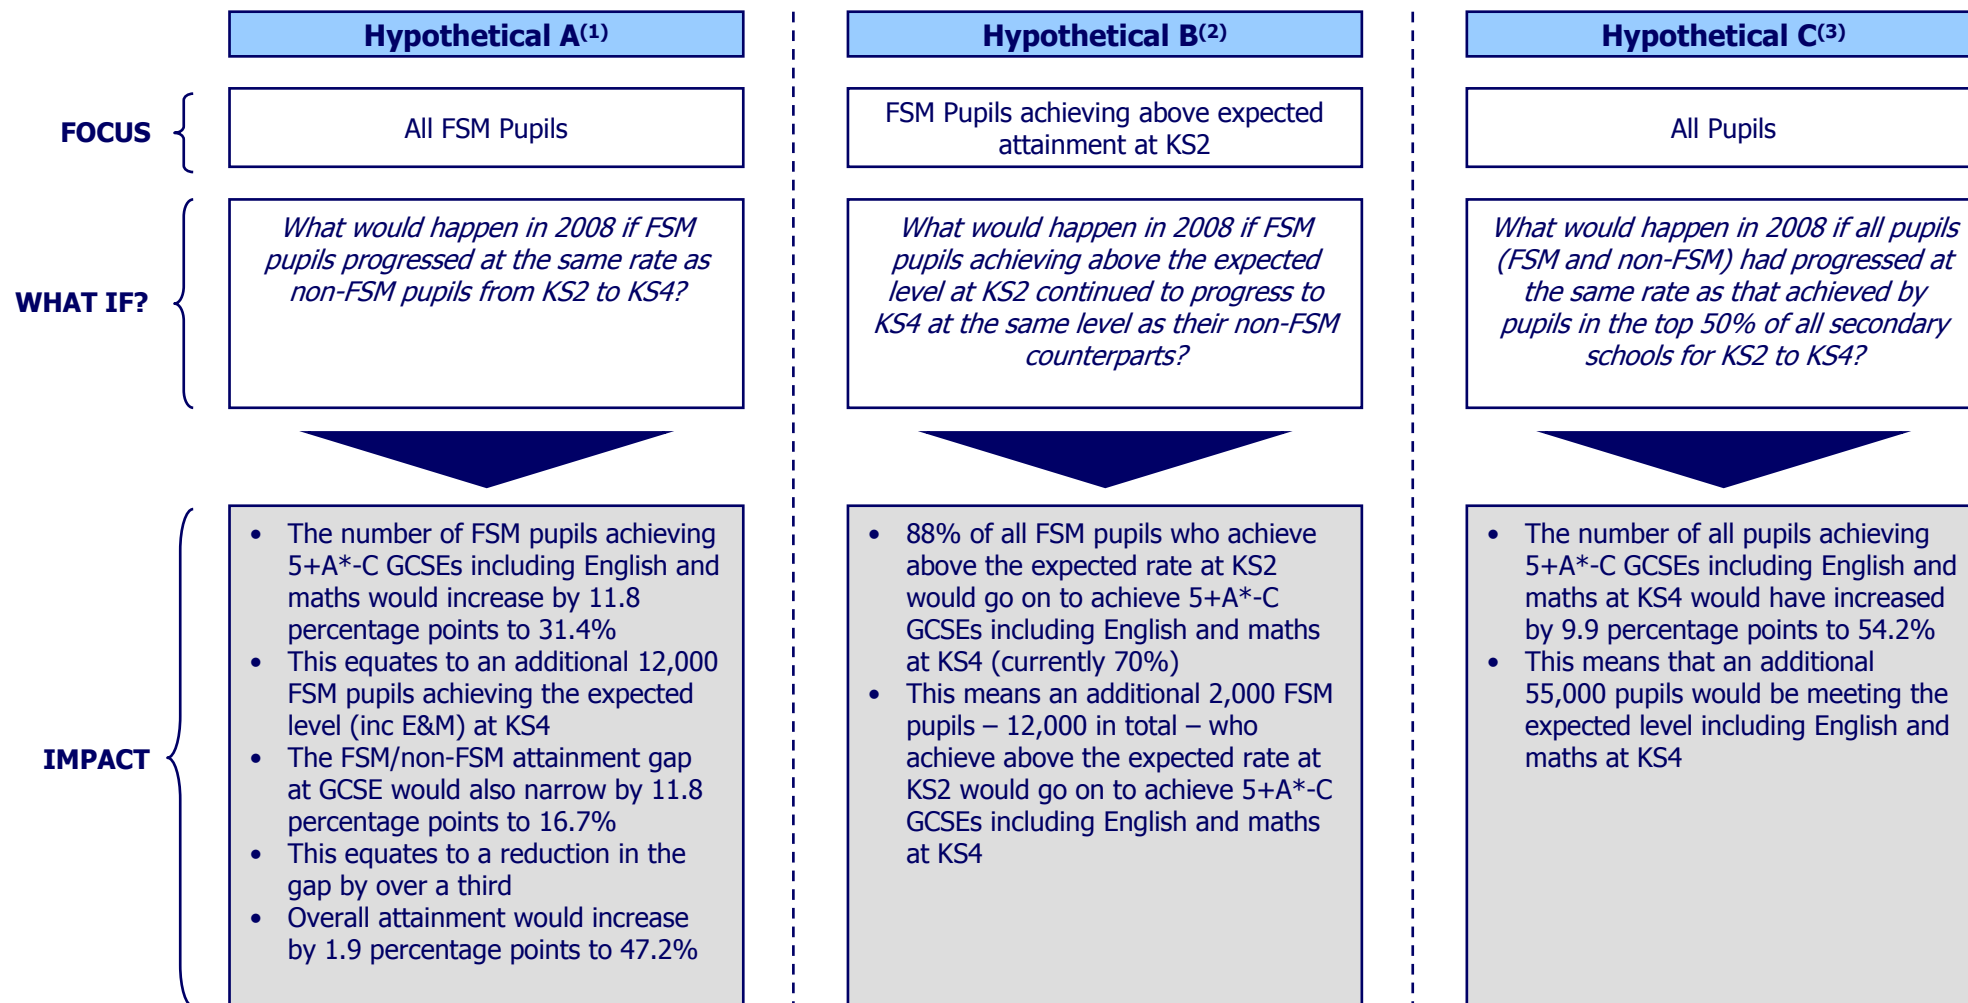 Hypothetical A(1)
Hypothetical B(2)
Hypothetical C(3)
FOCUS
All FSM Pupils
FSM Pupils achieving above expected
attainment at KS2
All Pupils
WHAT IF?
What would happen in 2008 if FSM
pupils progressed at the same rate as
non-FSM pupils from KS2 to KS4?
What would happen in 2008 if FSM
pupils achieving above the expected
level at KS2 continued to progress to
KS4 at the same level as their non-FSM
counterparts?
What would happen in 2008 if all pupils
(FSM and non-FSM) had progressed at
the same rate as that achieved by
pupils in the top 50% of all secondary
schools for KS2 to KS4?
IMPACT
• The number of FSM pupils achieving
5+A*-C GCSEs including English and
maths would increase by 11.8
percentage points to 31.4%
• This equates to an additional 12,000
FSM pupils achieving the expected
level (inc E&M) at KS4
• The FSM/non-FSM attainment gap
at GCSE would also narrow by 11.8
percentage points to 16.7%
• This equates to a reduction in the
gap by over a third
• Overall attainment would increase
by 1.9 percentage points to 47.2%
• 88% of all FSM pupils who achieve
above the expected rate at KS2
would go on to achieve 5+A*-C
GCSEs including English and maths
at KS4 (currently 70%)
• This means an additional 2,000 FSM
pupils – 12,000 in total – who
achieve above the expected rate at
KS2 would go on to achieve 5+A*-C
GCSEs including English and maths
at KS4
• The number of all pupils achieving
5+A*-C GCSEs including English and
maths at KS4 would have increased
by 9.9 percentage points to 54.2%
• This means that an additional
55,000 pupils would be meeting the
expected level including English and
maths at KS4